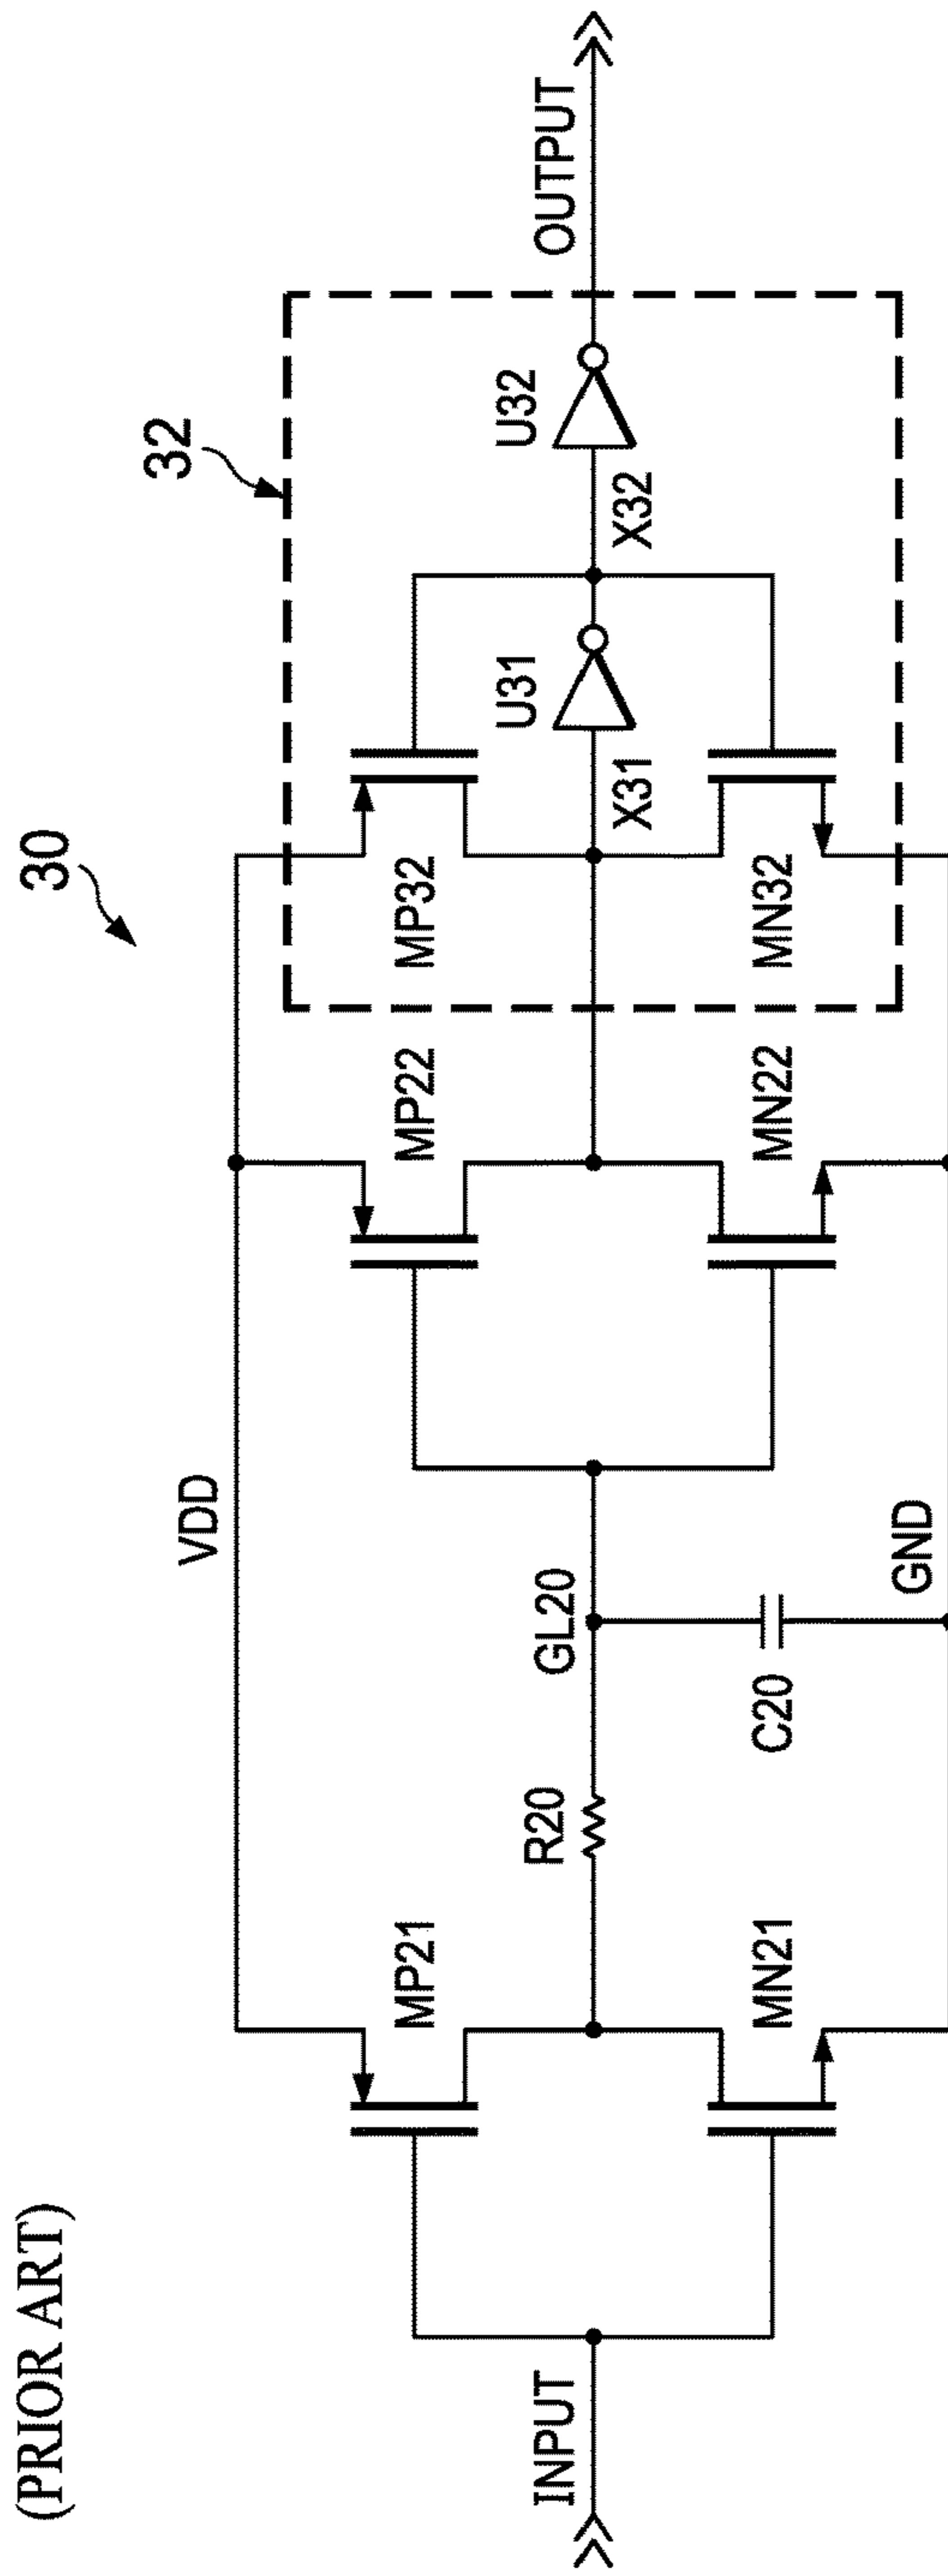 (PRIOR ART)
30
32
VDD
INPUT
MP21
MN21
R20
GL20
C20
GND
MP22
MN22
MP32
MN32
X31
U31
X32
U32
OUTPUT